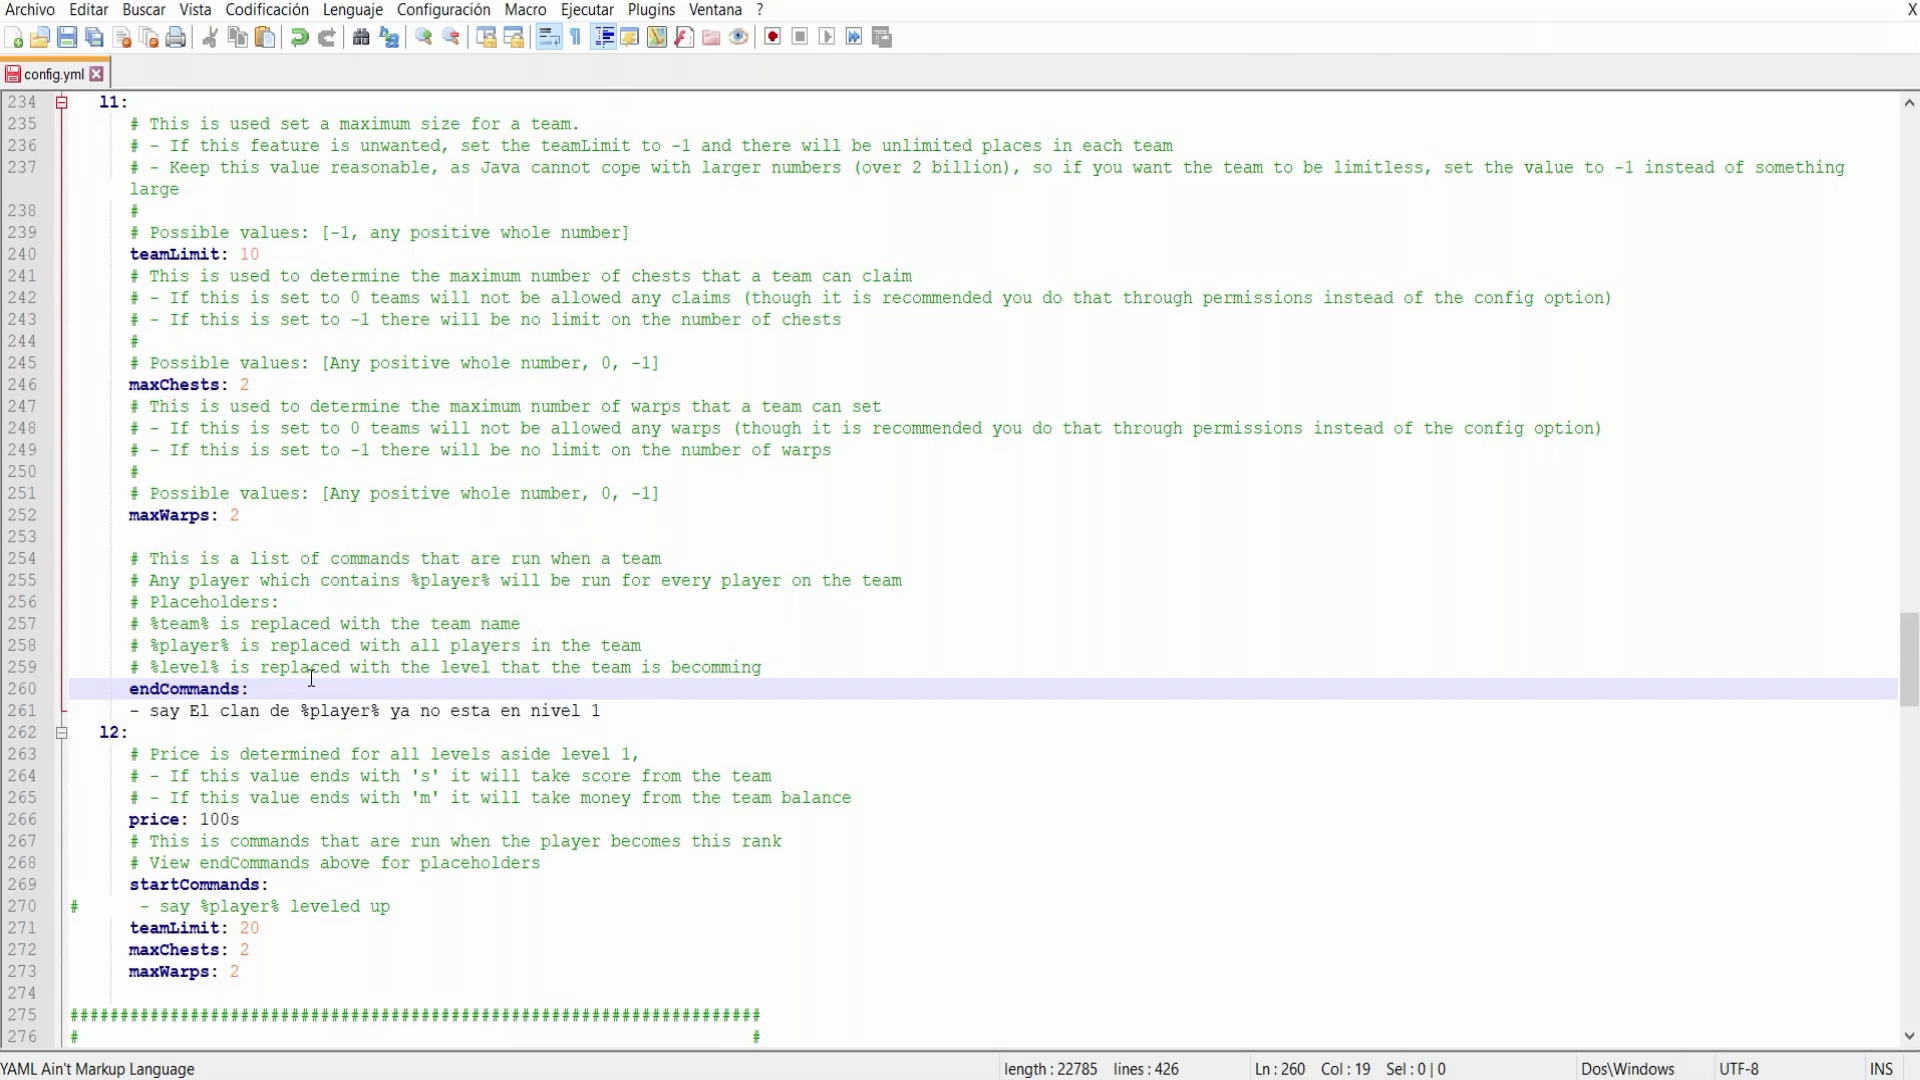 Archivo Editar Buscar Vista Codificación Lenguaje Configuración Macro Ejecutar Plugins Ventana ? X
config.yml
234 l1:
235 # This is used set a maximum size for a team.
236 # - If this feature is unwanted, set the teamLimit to -1 and there will be unlimited places in each team
237 # - Keep this value reasonable, as Java cannot cope with larger numbers (over 2 billion), so if you want the team to be limitless, set the value to -1 instead of something
large
238 #
239 # Possible values: [-1, any positive whole number]
240 teamLimit: 10
241 # This is used to determine the maximum number of chests that a team can claim
242 # - If this is set to 0 teams will not be allowed any claims (though it is recommended you do that through permissions instead of the config option)
243 # - If this is set to -1 there will be no limit on the number of chests
244 #
245 # Possible values: [Any positive whole number, 0, -1]
246 maxChests: 2
247 # This is used to determine the maximum number of warps that a team can set
248 # - If this is set to 0 teams will not be allowed any warps (though it is recommended you do that through permissions instead of the config option)
249 # - If this is set to -1 there will be no limit on the number of warps
250 #
251 # Possible values: [Any positive whole number, 0, -1]
252 maxWarps: 2
253
254 # This is a list of commands that are run when a team
255 # Any player which contains %player% will be run for every player on the team
256 # Placeholders:
257 # %team% is replaced with the team name
258 # %player% is replaced with all players in the team
259 # %level% is replaced with the level that the team is becomming
260 endCommands:
261 - say El clan de %player% ya no esta en nivel 1
262 l2:
263 # Price is determined for all levels aside level 1,
264 # - If this value ends with 's' it will take score from the team
265 # - If this value ends with 'm' it will take money from the team balance
266 price: 100s
267 # This is commands that are run when the player becomes this rank
268 # View endCommands above for placeholders
269 startCommands:
270 # - say %player% leveled up
271 teamLimit: 20
272 maxChests: 2
273 maxWarps: 2
274
275 #####################################################################
276 # #
YAML Ain't Markup Language length : 22785 lines : 426 Ln : 260 Col : 19 Sel : 0 | 0 Dos\Windows UTF-8 INS